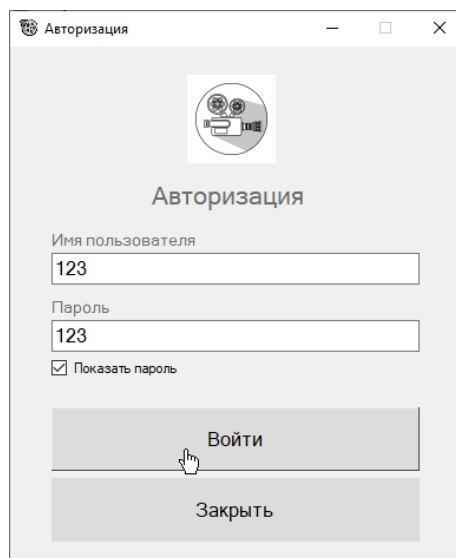 Авторизация
Авторизация
Имя пользователя
123
Пароль
123
Показать пароль
Войти
Закрыть